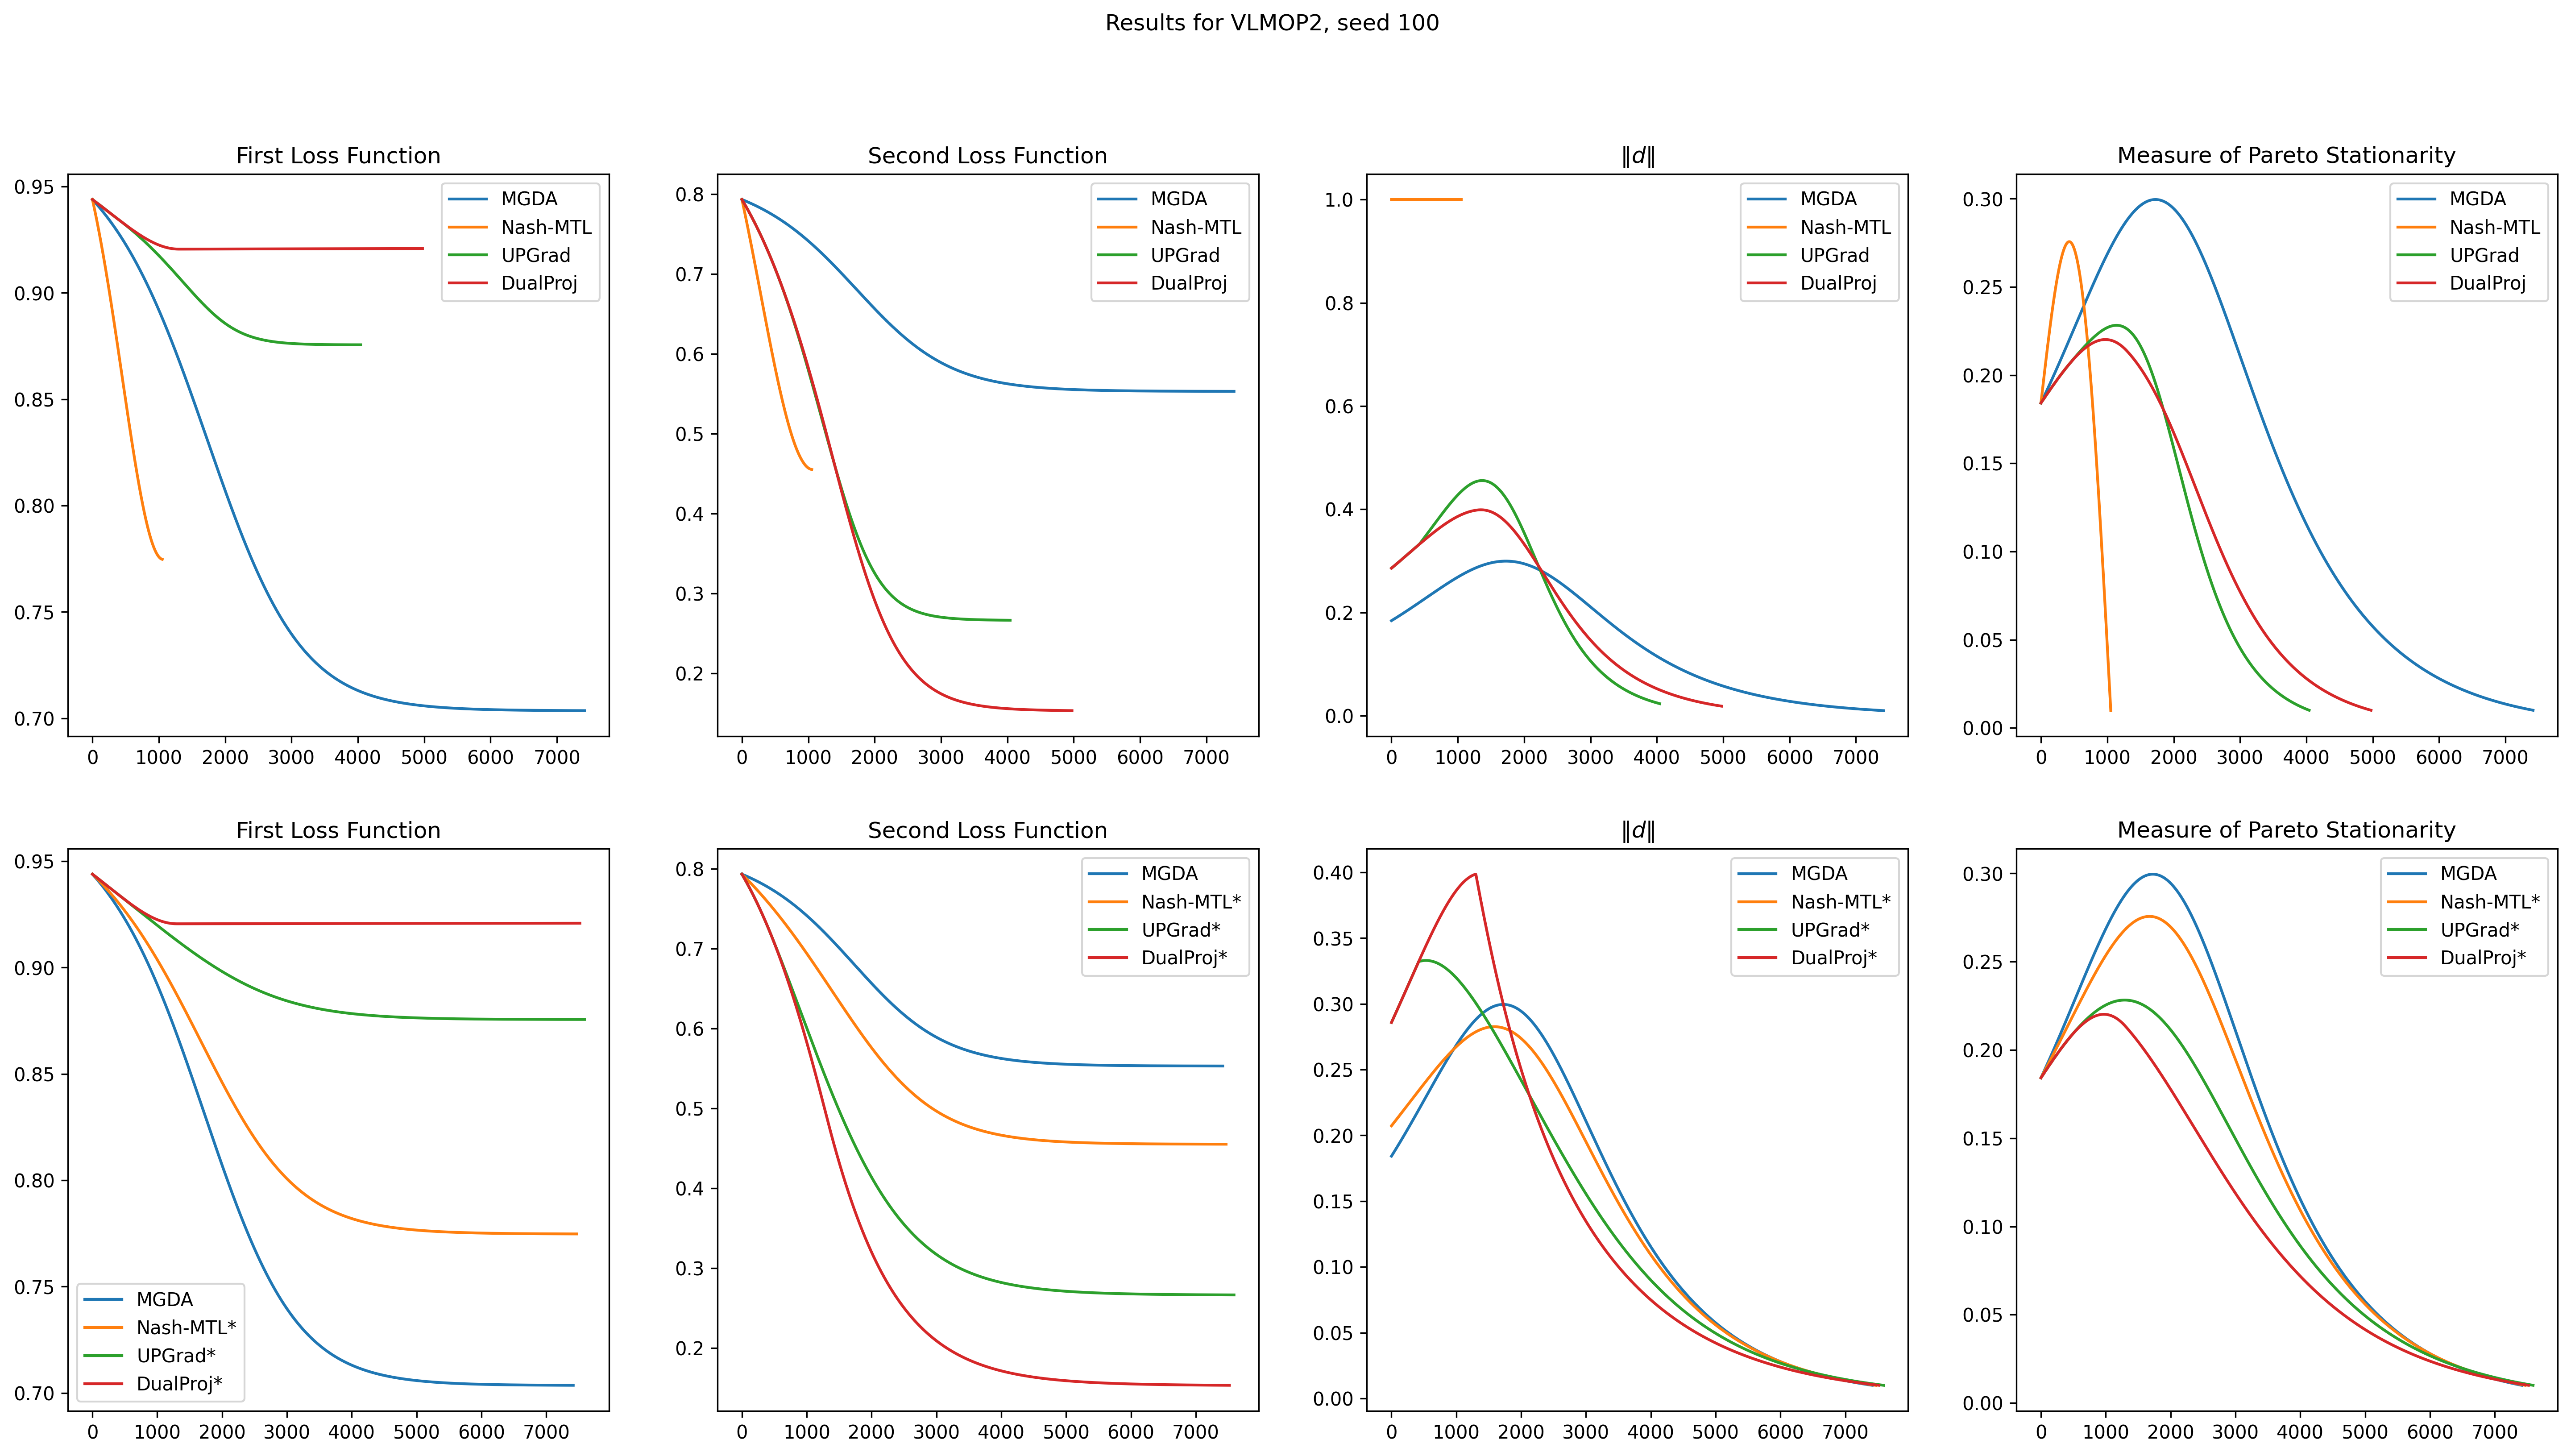 Results for VLMOP2, seed 100
First Loss Function
0.95
0.90
0.85
0.80
0.75
0.70
0 1000 2000 3000 4000 5000 6000 7000
MGDA
Nash-MTL
UPGrad
DualProj
Second Loss Function
0.8
0.7
0.6
0.5
0.4
0.3
0.2
0 1000 2000 3000 4000 5000 6000 7000
MGDA
Nash-MTL
UPGrad
DualProj
‖d‖
1.0
0.8
0.6
0.4
0.2
0.0
0 1000 2000 3000 4000 5000 6000 7000
MGDA
Nash-MTL
UPGrad
DualProj
Measure of Pareto Stationarity
0.30
0.25
0.20
0.15
0.10
0.05
0.00
0 1000 2000 3000 4000 5000 6000 7000
MGDA
Nash-MTL
UPGrad
DualProj
First Loss Function
0.95
0.90
0.85
0.80
0.75
0.70
0 1000 2000 3000 4000 5000 6000 7000
MGDA
Nash-MTL*
UPGrad*
DualProj*
Second Loss Function
0.8
0.7
0.6
0.5
0.4
0.3
0.2
0 1000 2000 3000 4000 5000 6000 7000
MGDA
Nash-MTL*
UPGrad*
DualProj*
‖d‖
0.40
0.35
0.30
0.25
0.20
0.15
0.10
0.05
0.00
0 1000 2000 3000 4000 5000 6000 7000
MGDA
Nash-MTL*
UPGrad*
DualProj*
Measure of Pareto Stationarity
0.30
0.25
0.20
0.15
0.10
0.05
0.00
0 1000 2000 3000 4000 5000 6000 7000
MGDA
Nash-MTL*
UPGrad*
DualProj*